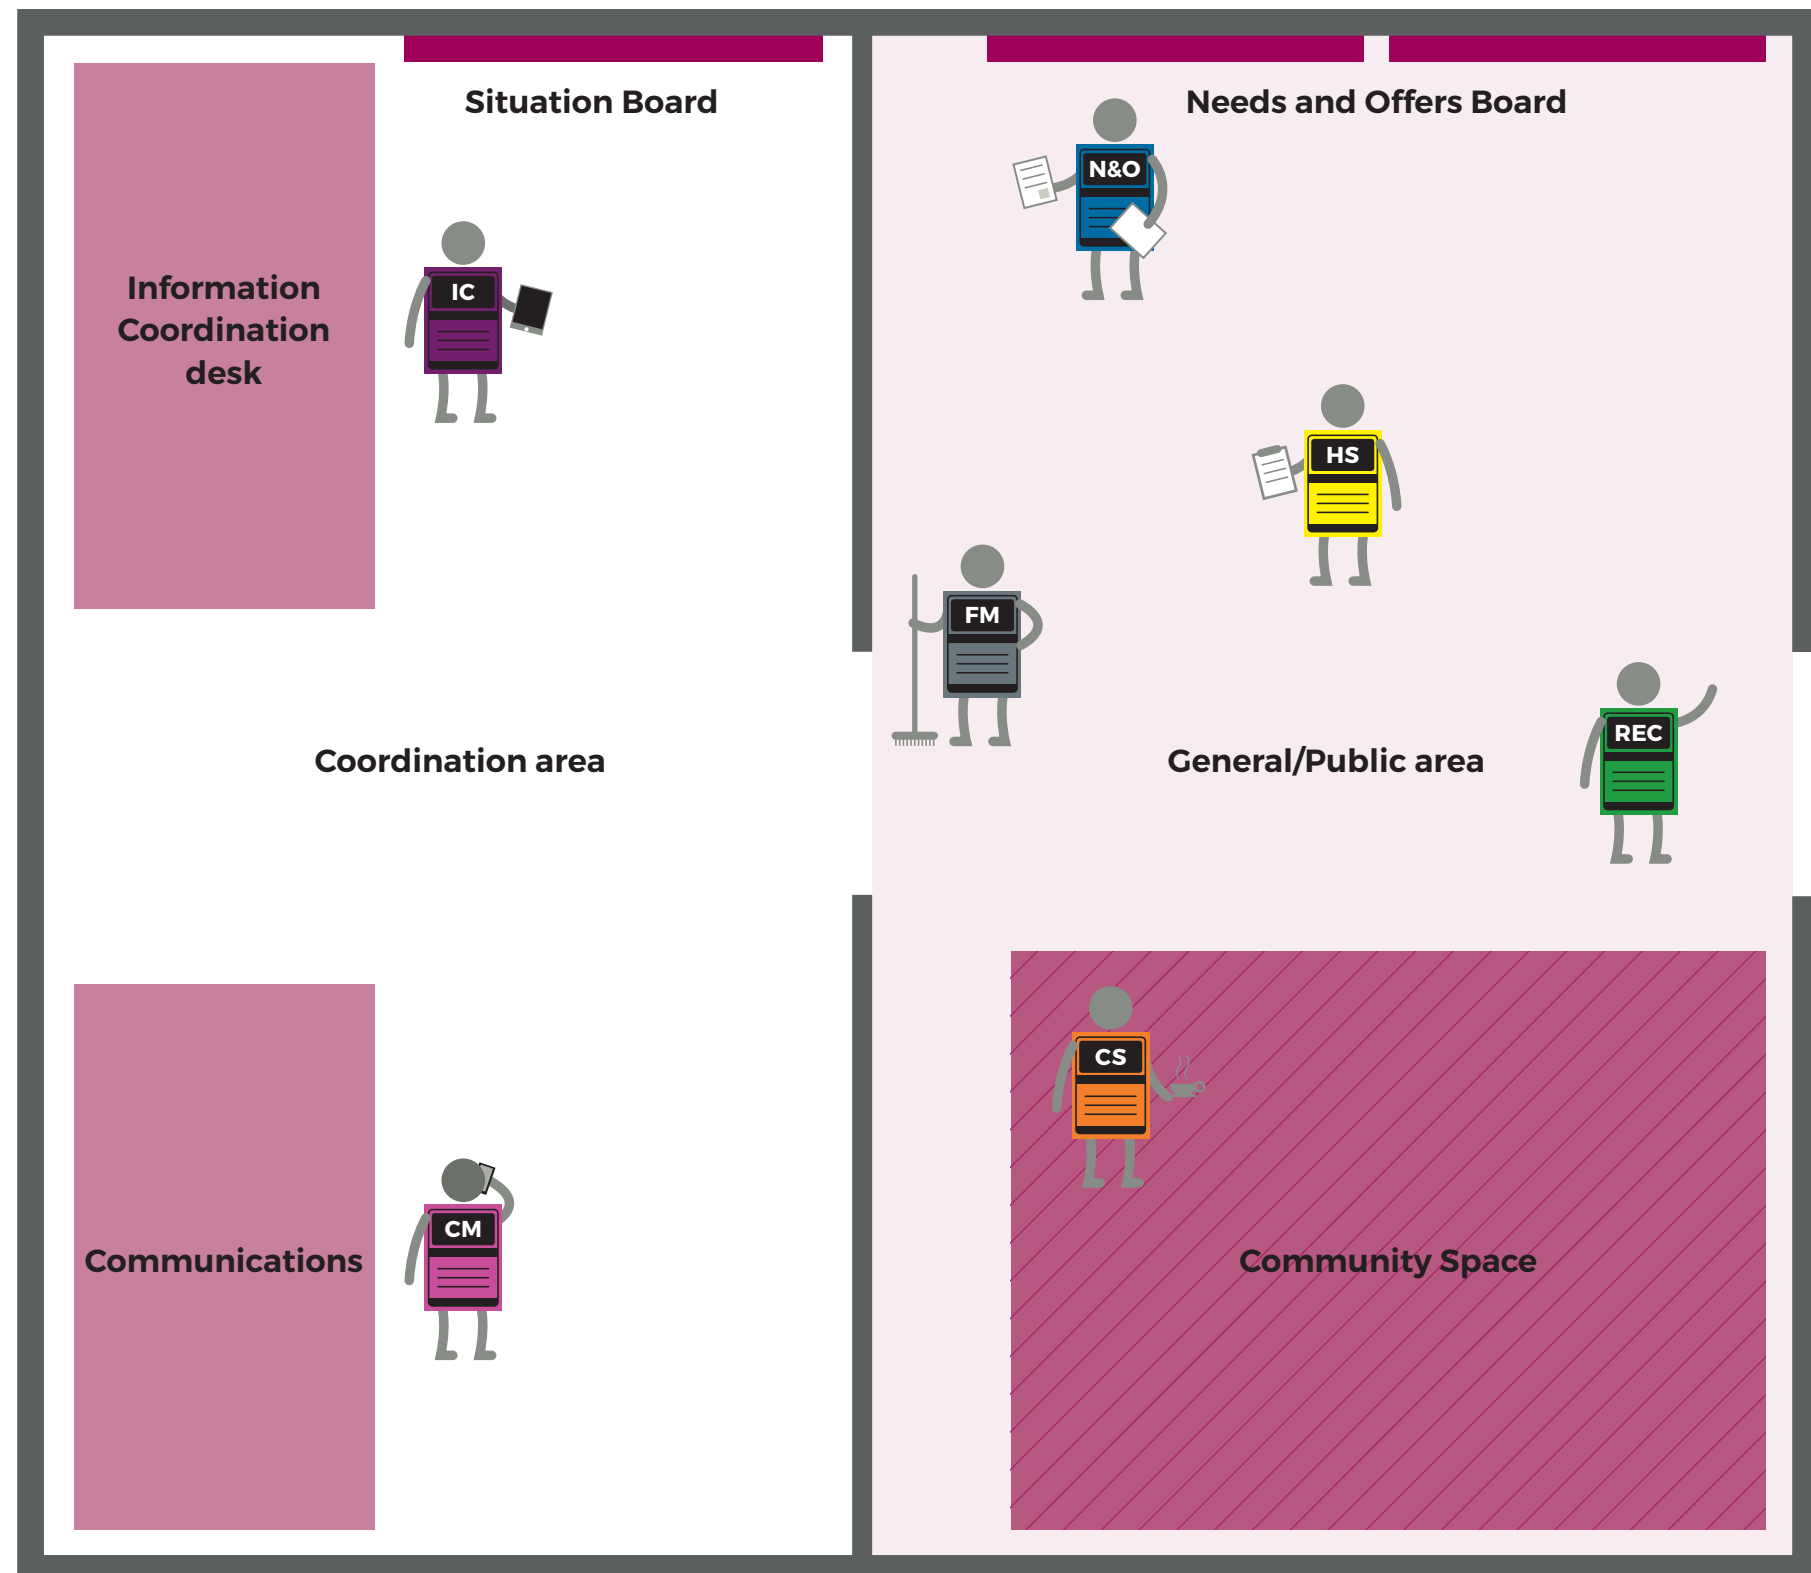 Situation Board
Needs and Offers Board
N&O
Information
Coordination
desk
IC
HS
FM
REC
Coordination area
General/Public area
CS
CM
Communications
Community Space